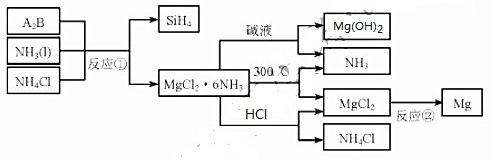 A₂B
NH₃(l)
NH₄Cl
反应①
SiH₄
MgCl₂·6NH₃
碱液
300℃
HCl
Mg(OH)₂
NH₃
MgCl₂
NH₄Cl
反应②
Mg